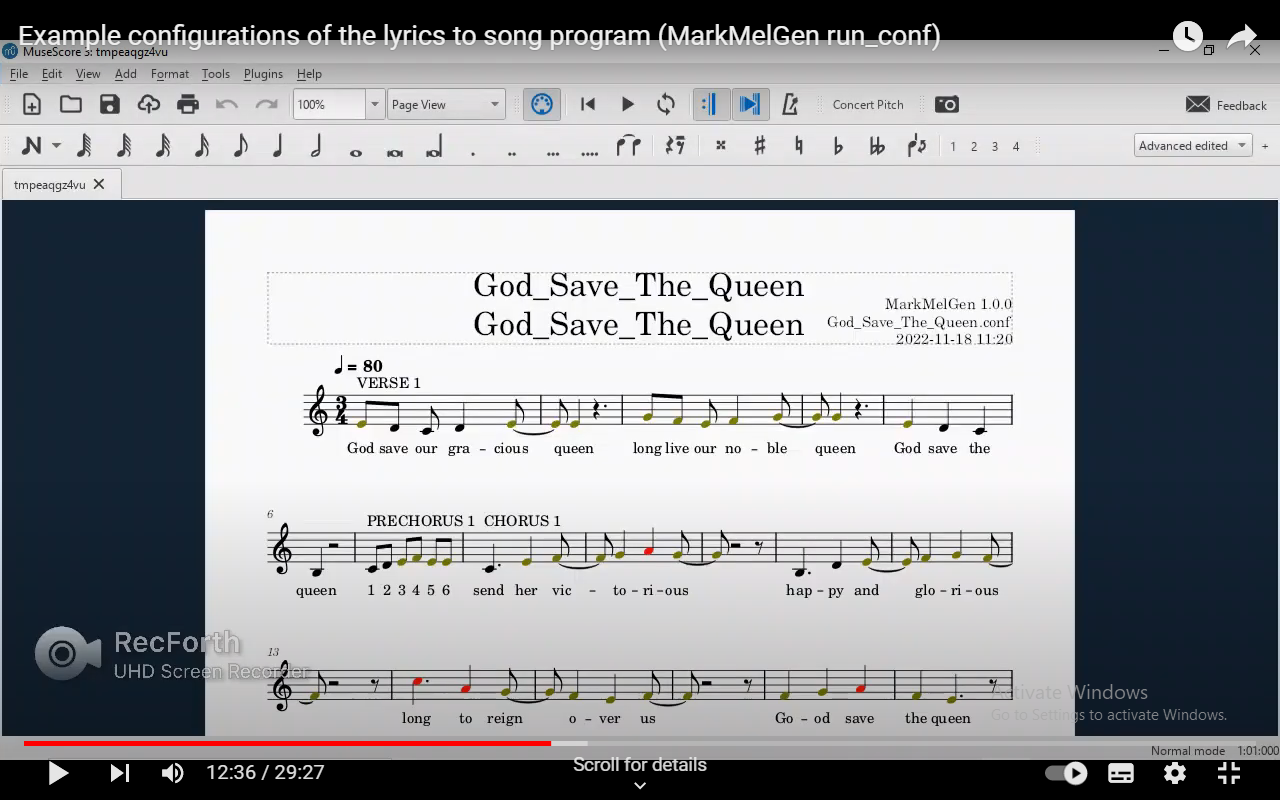 Example configurations of the lyrics to song program (MarkMelGen run_conf)
MuseScore 3: tmpeaqgz4vu
File Edit View Add Format Tools Plugins Help
100% Page View Concert Pitch Feedback
1 2 3 4 Advanced edited +
tmpeaqgz4vu
God_Save_The_Queen
God_Save_The_Queen
MarkMelGen 1.0.0
God_Save_The_Queen.conf
2022-11-18 11:20
= 80
VERSE 1
3
4
God save our gra - cious queen long live our no - ble queen God save the
6
PRECHORUS 1 CHORUS 1
queen 1 2 3 4 5 6 send her vic - to - ri - ous hap - py and glo - ri - ous
RecForth
UHD Screen Recorder
13
long to reign o - ver us Go - od save the queen
Activate Windows
Go to Settings to activate Windows.
Normal mode 1:01:000
12:36 / 29:27
Scroll for details